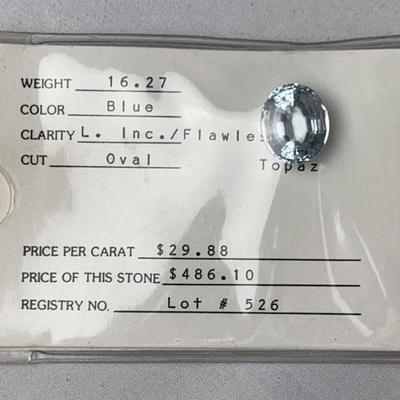 WEIGHT 16.27
COLOR Blue
CLARITY L. Inc./Flawle
CUT Oval Topaz
PRICE PER CARAT $29.88
PRICE OF THIS STONE $486.10
REGISTRY NO. Lot # 526